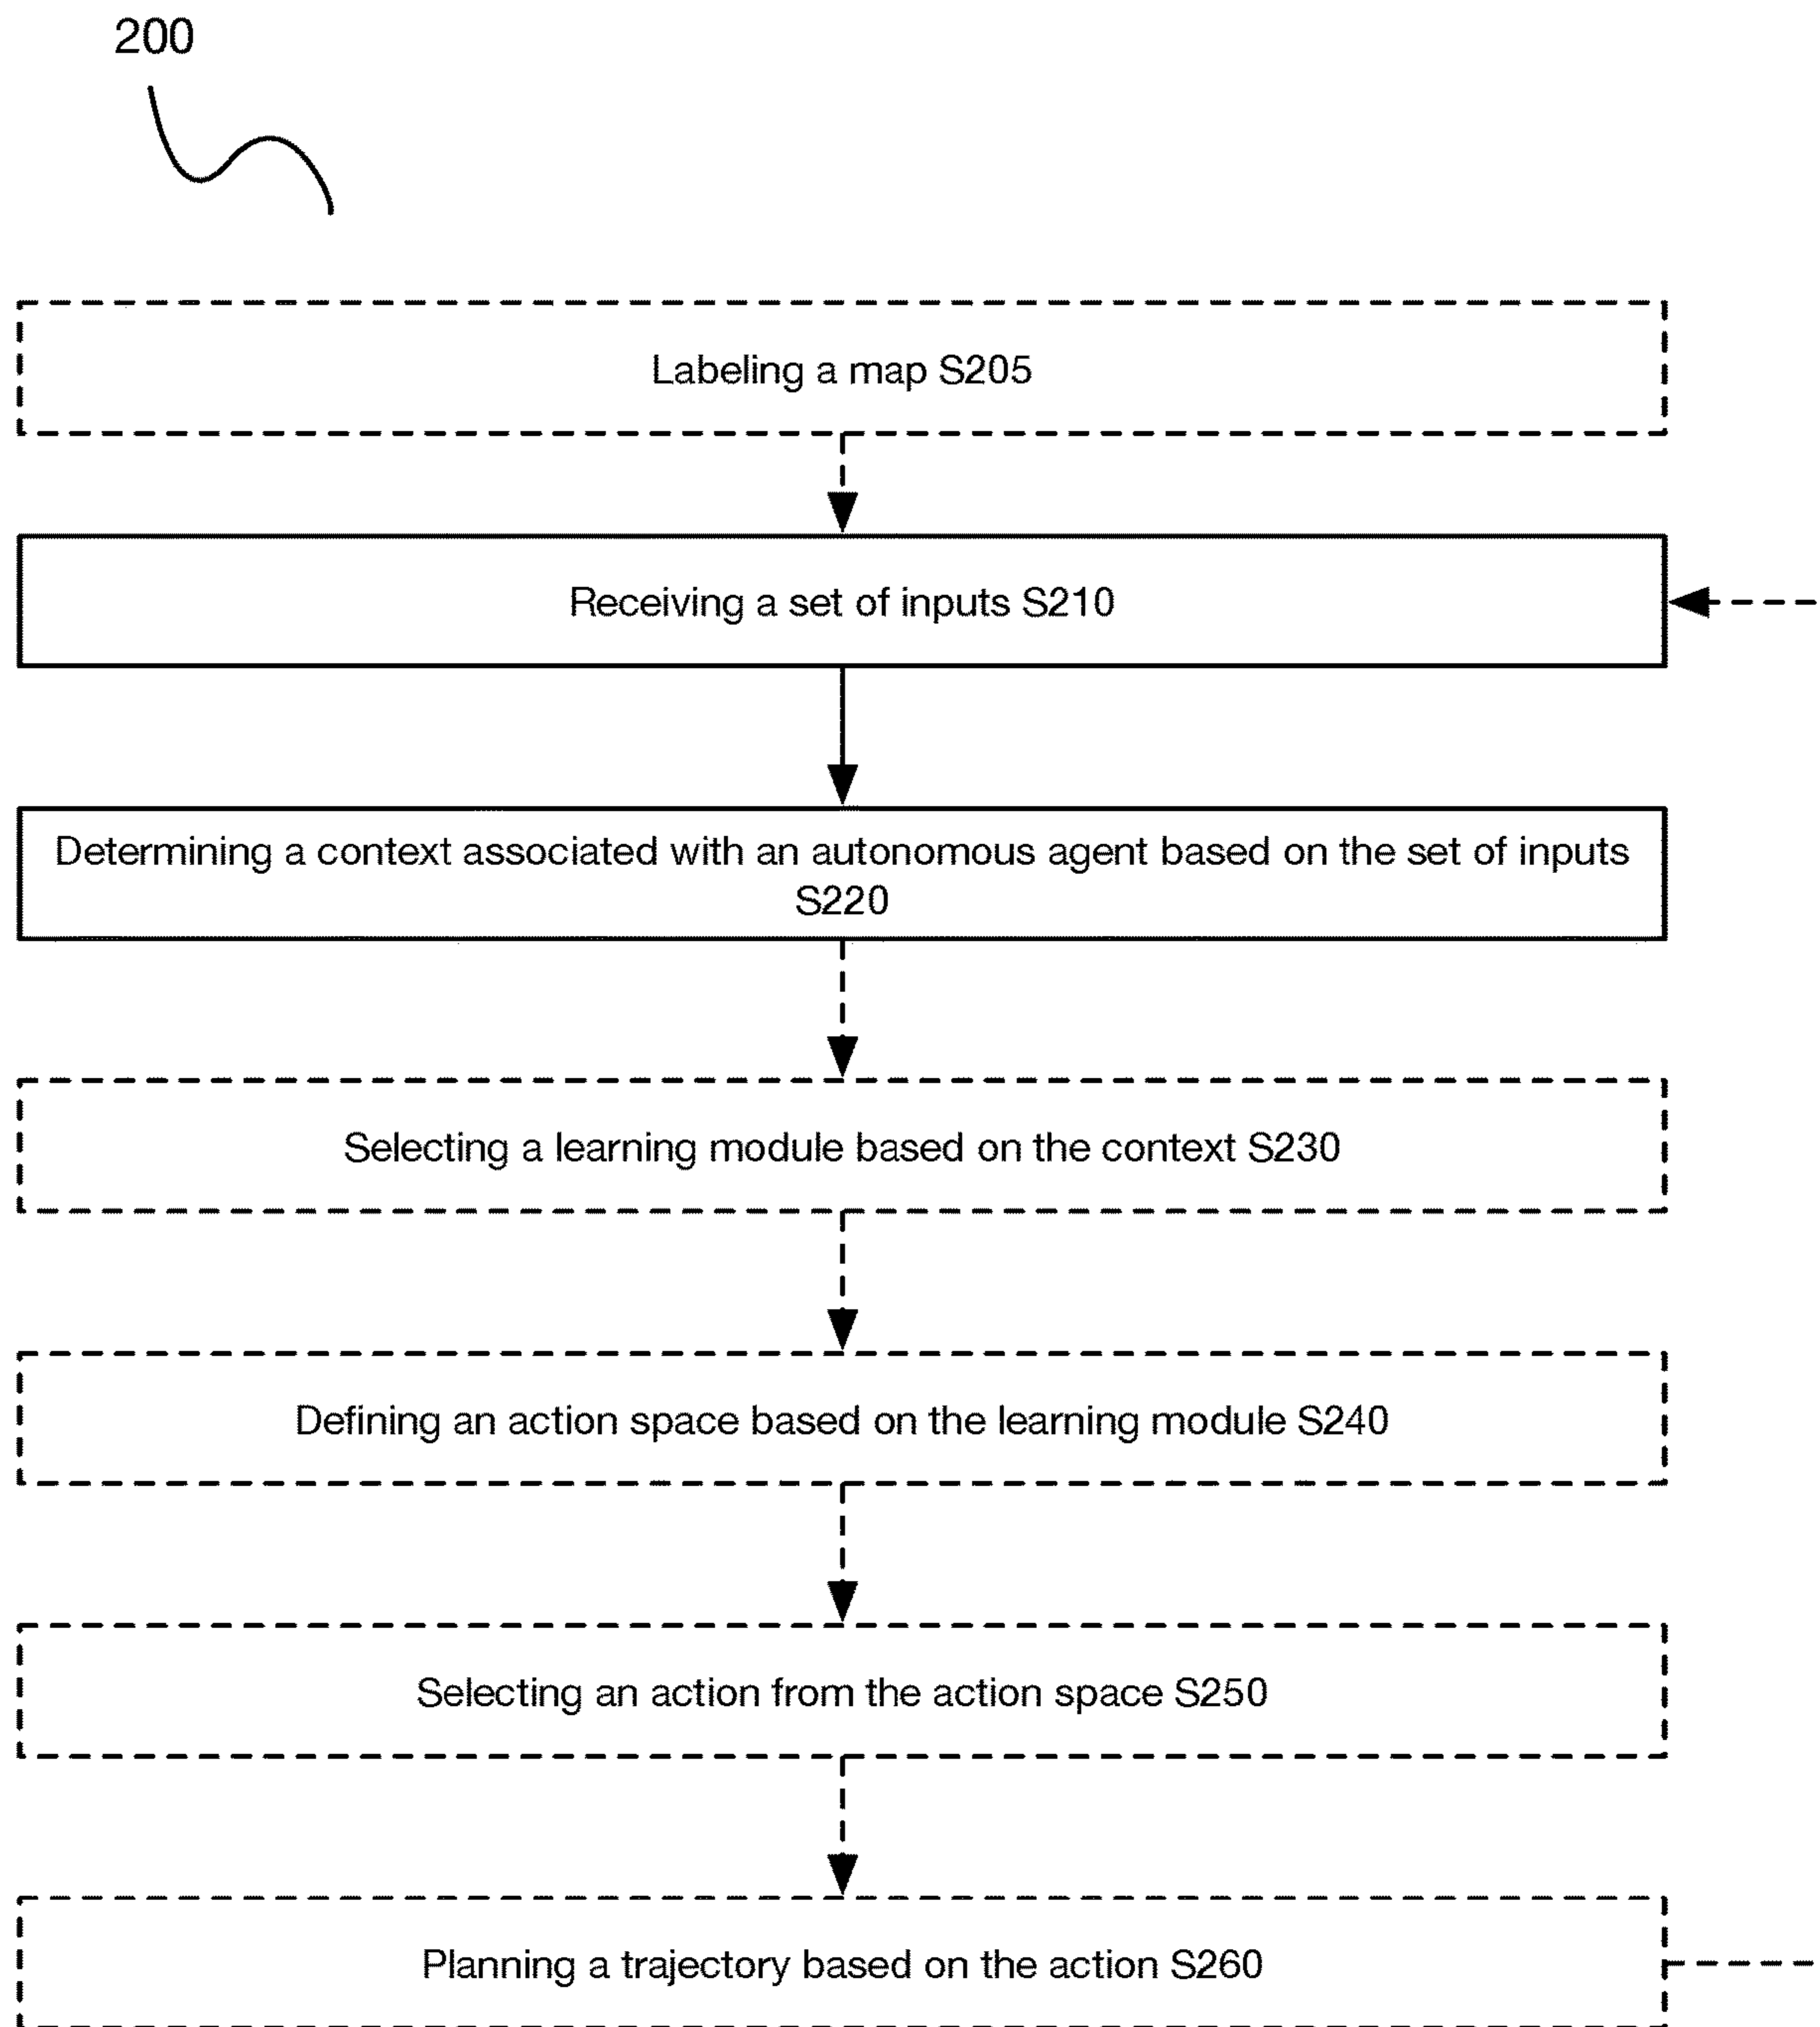 200
Labeling a map S205
Receiving a set of inputs S210
Determining a context associated with an autonomous agent based on the set of inputs
S220
Selecting a learning module based on the context S230
Defining an action space based on the learning module S240
Selecting an action from the action space S250
Planning a trajectory based on the action S260